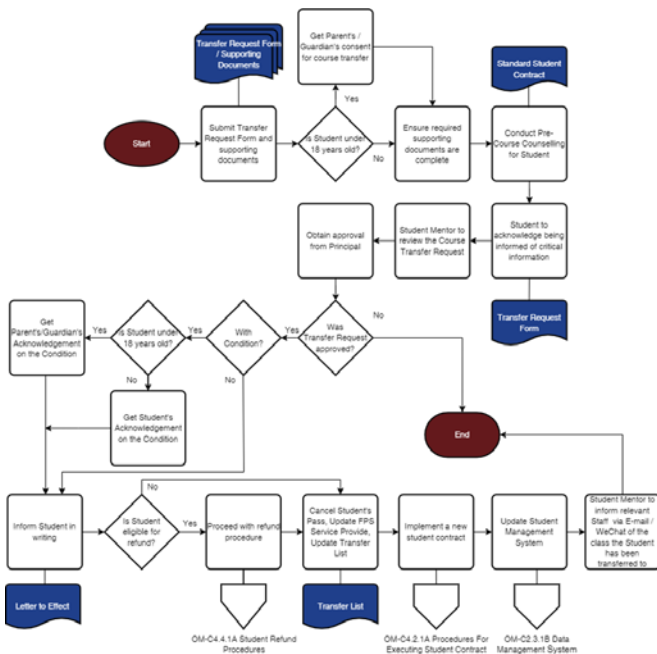 Transfer Request Form
/ Supporting
Documents
Get Parent's /
Guardian's consent
for course transfer
Standard Student
Contract
Start
Submit Transfer
Request Form and
supporting
documents
Yes
Is Student under
18 years old?
No
Ensure required
supporting
documents are
complete
Conduct Pre-
Course Counselling
for Student
Obtain approval
from Principal
Student Mentor to
to review the Course
Transfer Request
Student to
acknowledge being
informed of critical
information
Transfer Request
Form
Get
Parent's/Guardian's
Acknowledgement
on the Condition
Yes
Is Student under
18 years old?
Yes
With
Condition?
Yes
Was
Transfer Request
approved?
No
No
No
Get Student's
Acknowledgement
on the Condition
End
Inform Student in
writing
No
Is Student
eligible for
refund?
Yes
Proceed with refund
procedure
Cancel Student's
Pass, Update FPS
Service Provide,
Update Transfer
List
Implement a new
student contract
Update Student
Management
System
Student Mentor to
inform relevant
Staff via E-mail /
WeChat of the
class the Student
has been
transferred to
Letter to Effect
Transfer List
OM-C4.4.1A Student Refund
Procedures
OM-C4.2.1A Procedures For
Executing Student Contract
OM-C2.3.1B Data
Management System